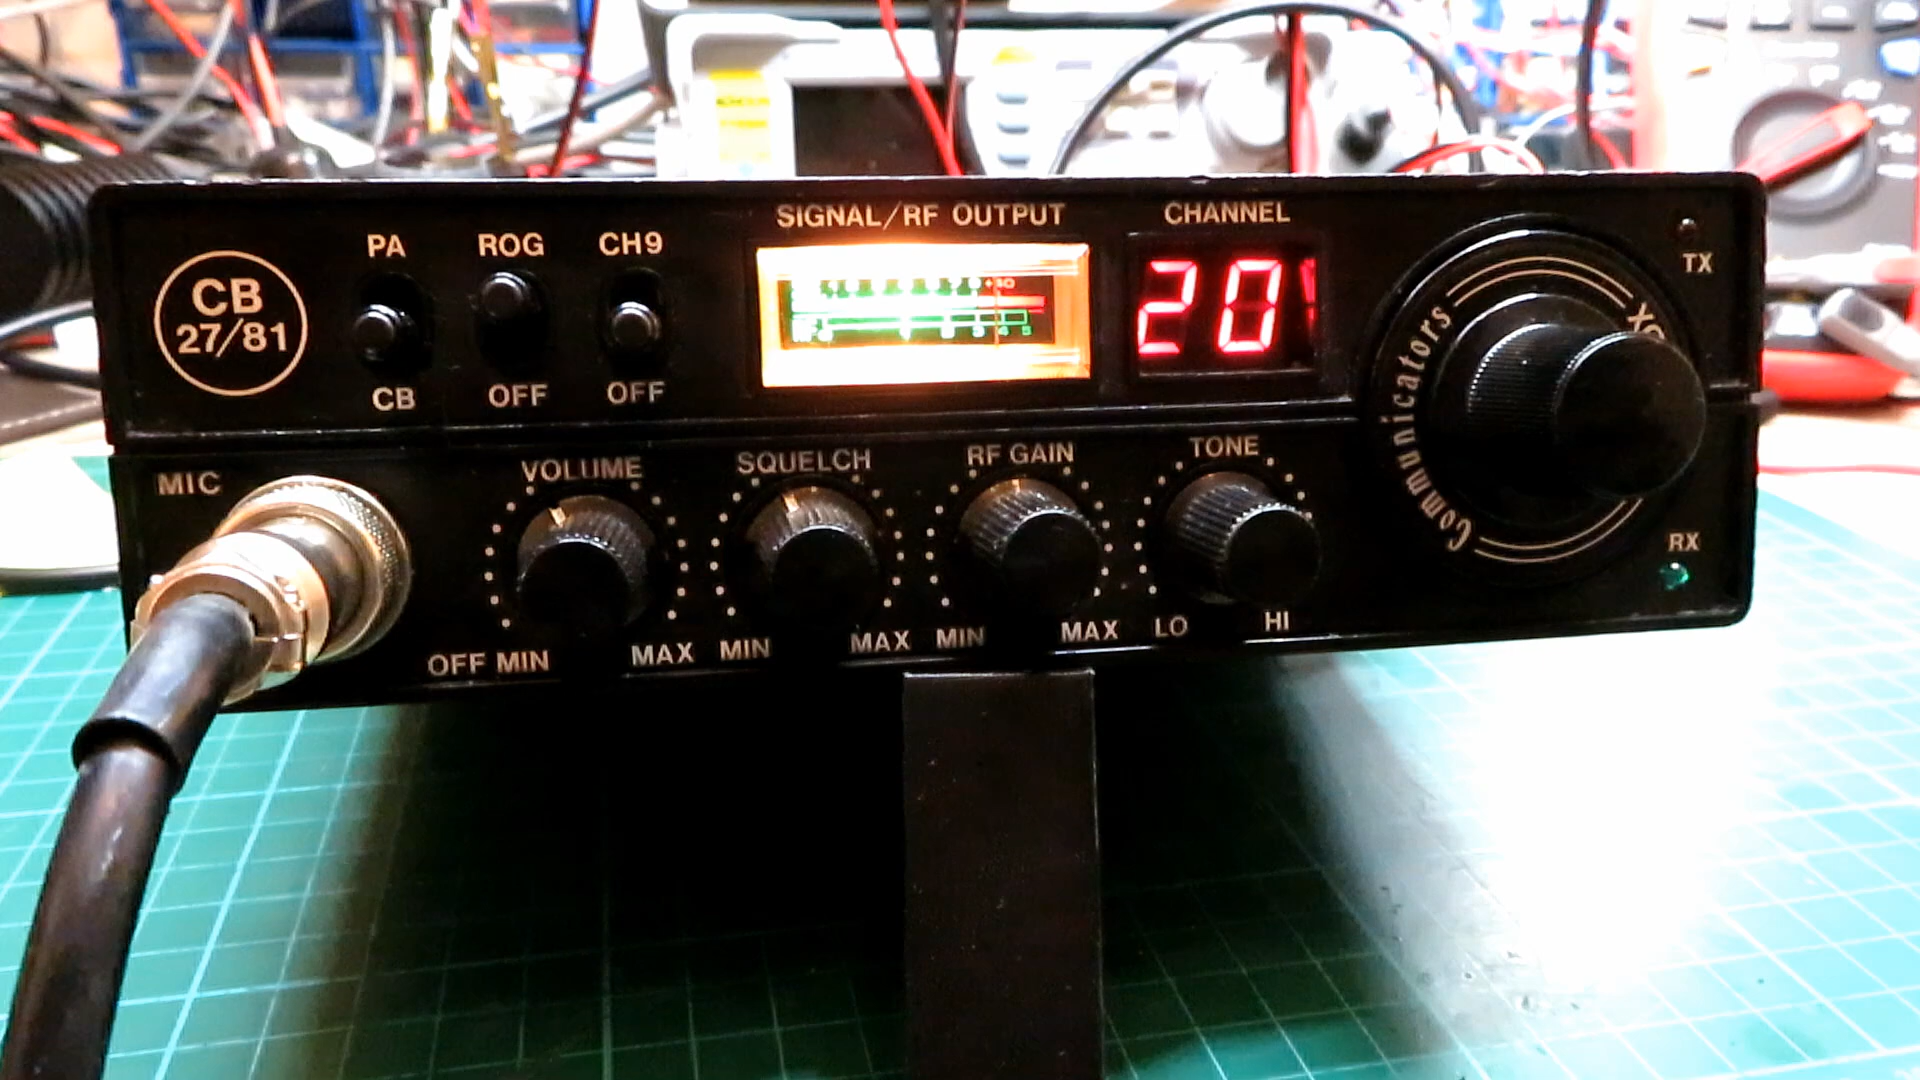 SIGNAL/RF OUTPUT
CHANNEL
PA
ROG
CH9
TX
CB
27/81
20
CB
OFF
OFF
Communicators
MIC
VOLUME
SQUELCH
RF GAIN
TONE
RX
OFF MIN
MAX
MIN
MAX
MIN
MAX
LO
HI